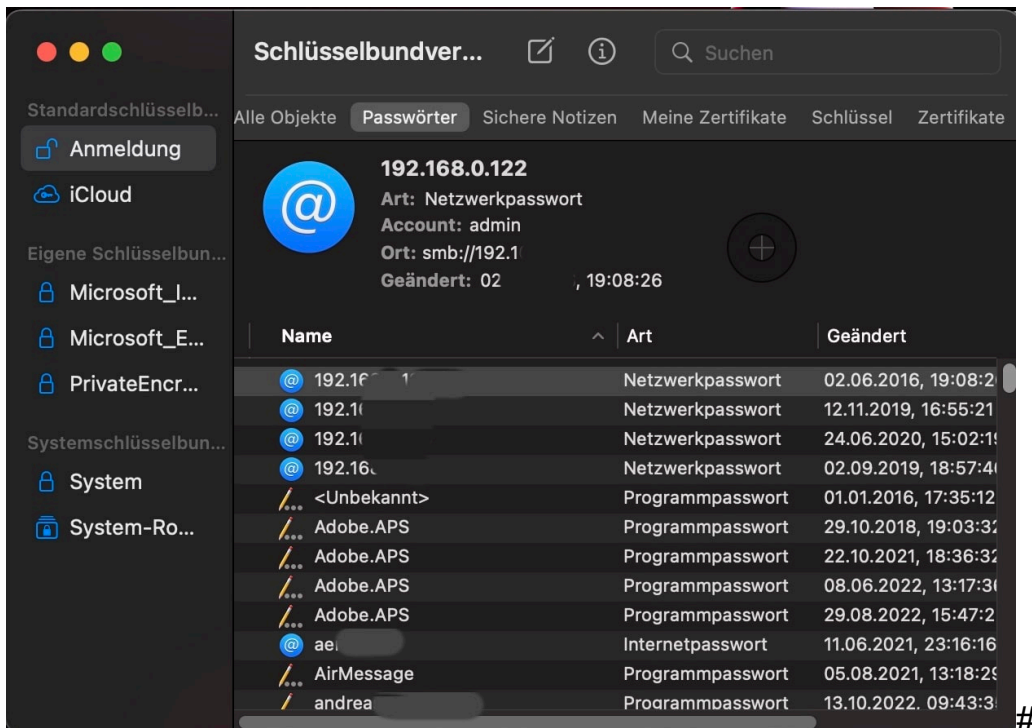 Schlüsselbundver...
Suchen
Standardschlüsselb...
Anmeldung
iCloud
Eigene Schlüsselbun...
Microsoft_I...
Microsoft_E...
PrivateEncr...
Systemschlüsselbun...
System
System-Ro...
Alle Objekte Passwörter Sichere Notizen Meine Zertifikate Schlüssel Zertifikate
192.168.0.122
Art: Netzwerkpasswort
Account: admin
Ort: smb://192.1
Geändert: 02 , 19:08:26
Name Art Geändert
192.16 Netzwerkpasswort 02.06.2016, 19:08:2
192.1 Netzwerkpasswort 12.11.2019, 16:55:21
192.1 Netzwerkpasswort 24.06.2020, 15:02:1
192.16 Netzwerkpasswort 02.09.2019, 18:57:4
<Unbekannt> Programmpasswort 01.01.2016, 17:35:12
Adobe.APS Programmpasswort 29.10.2018, 19:03:32
Adobe.APS Programmpasswort 22.10.2021, 18:36:32
Adobe.APS Programmpasswort 08.06.2022, 13:17:3
Adobe.APS Programmpasswort 29.08.2022, 15:47:2
ae Internetpasswort 11.06.2021, 23:16:16
AirMessage Programmpasswort 05.08.2021, 13:18:29
andrea Programmpasswort 13.10.2022, 09:43:3
#